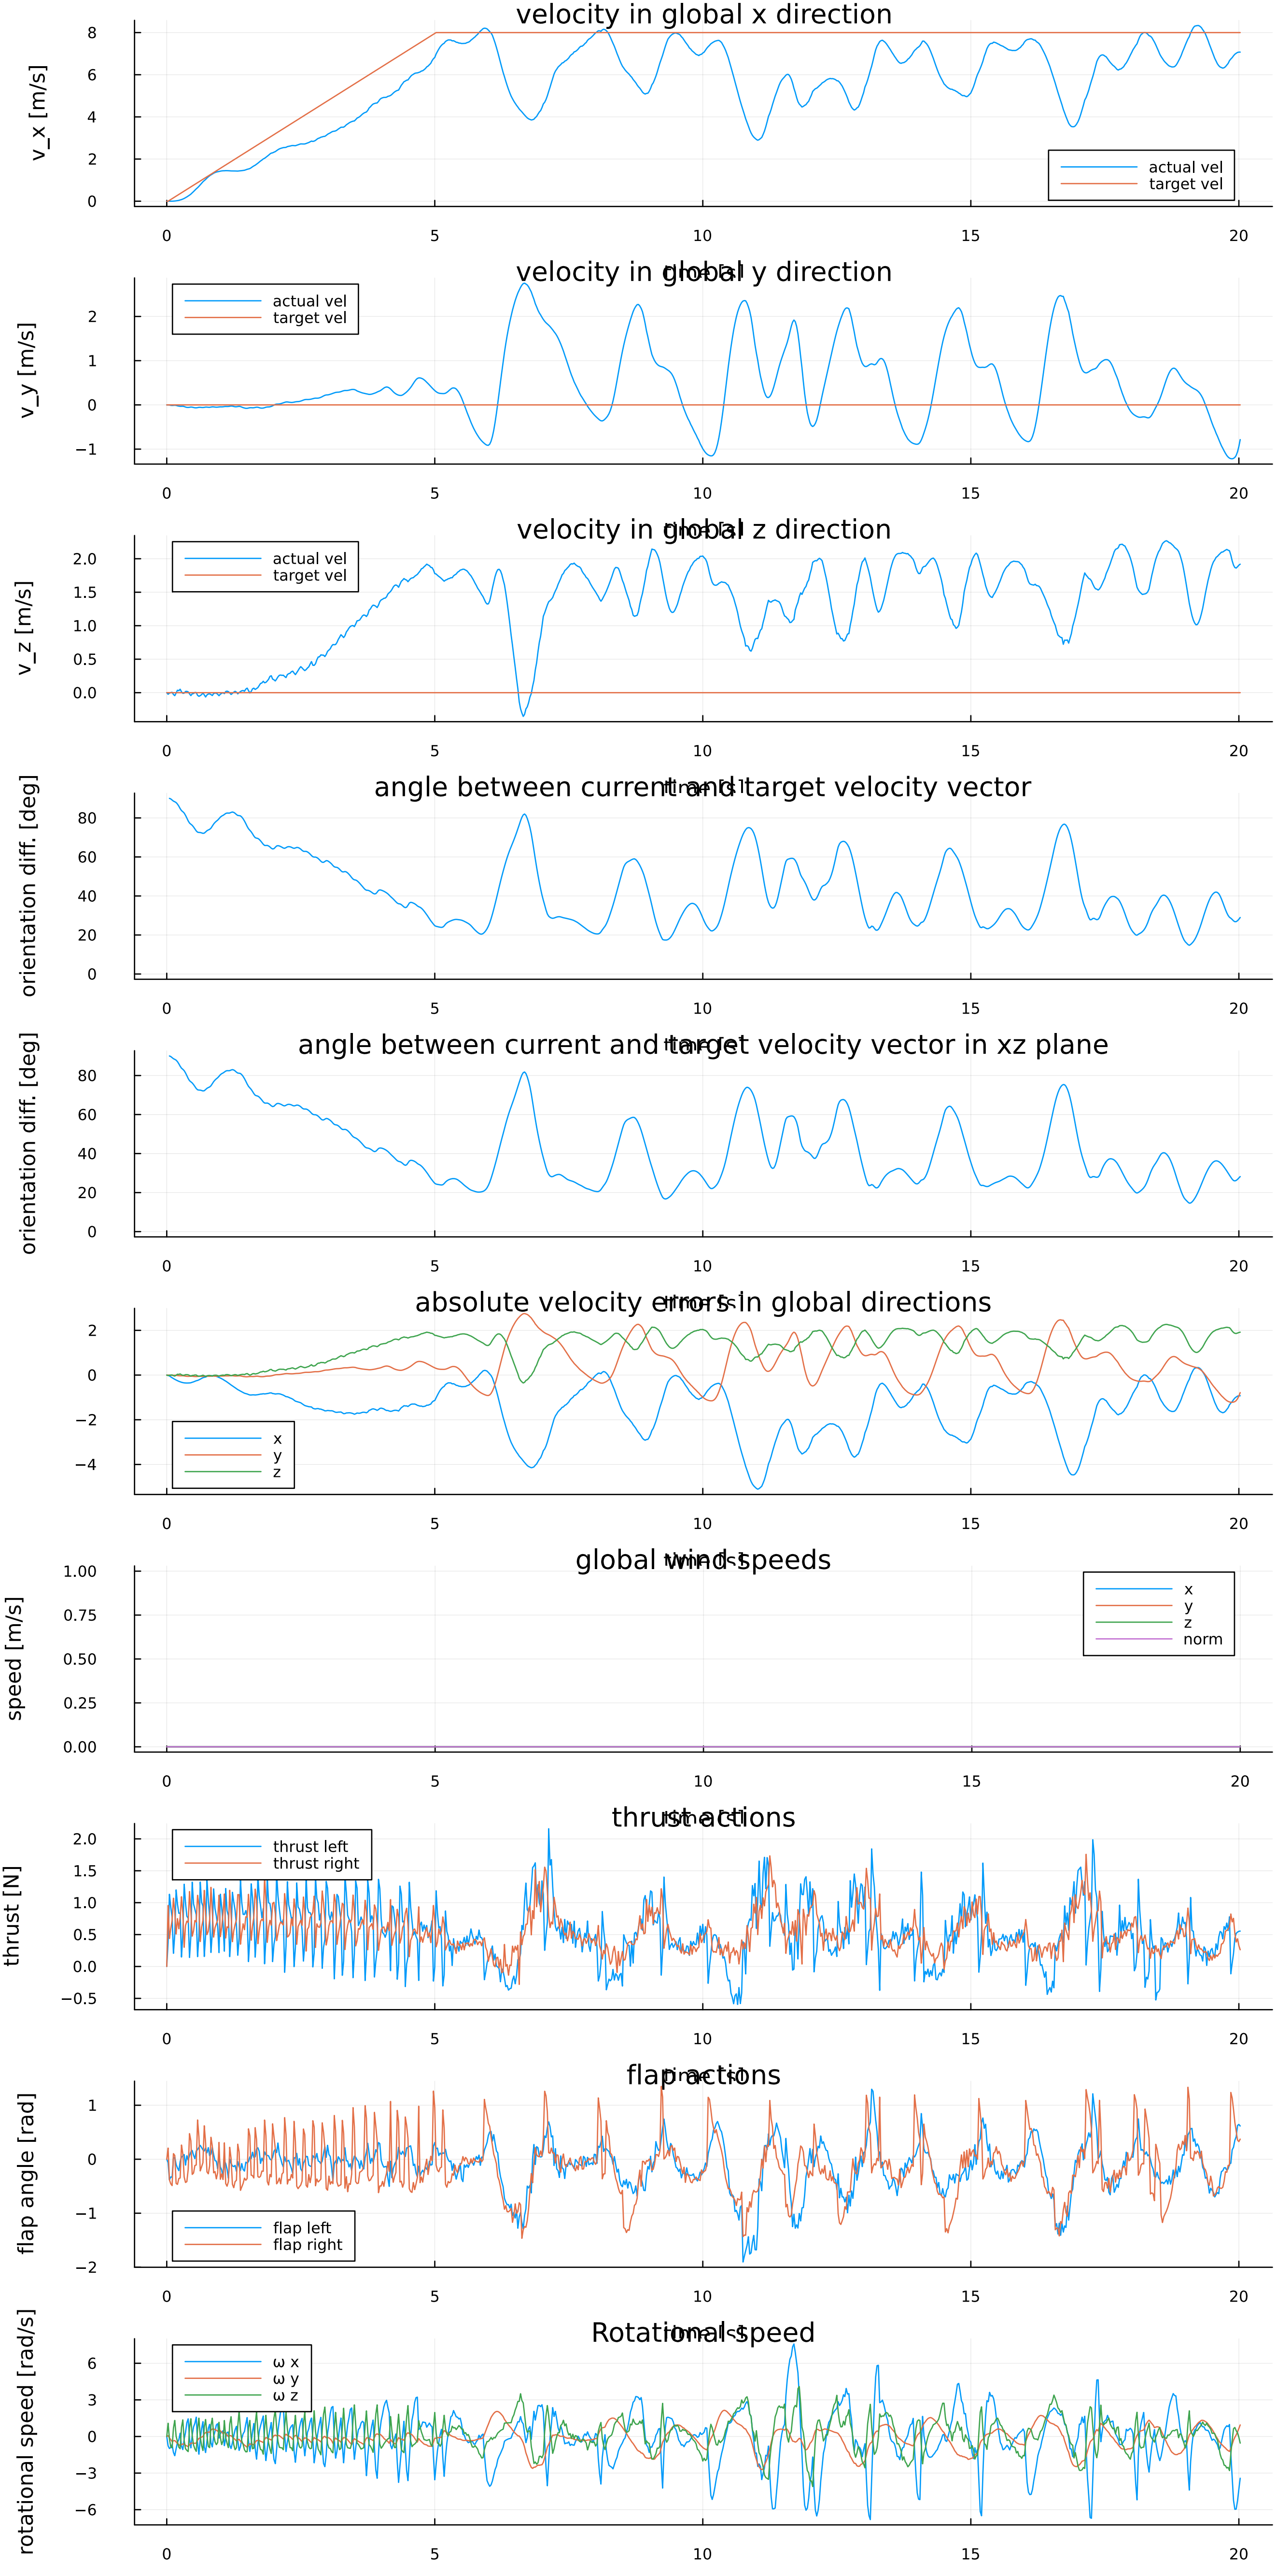 velocity in global x direction
v_x [m/s]
8
6
4
2
0
actual vel
target vel
0
5
10
15
20
time [s]
velocity in global y direction
v_y [m/s]
2
1
0
−1
actual vel
target vel
0
5
10
15
20
time [s]
velocity in global z direction
v_z [m/s]
2.0
1.5
1.0
0.5
0.0
actual vel
target vel
0
5
10
15
20
time [s]
angle between current and target velocity vector
orientation diff. [deg]
80
60
40
20
0
0
5
10
15
20
time [s]
angle between current and target velocity vector in xz plane
orientation diff. [deg]
80
60
40
20
0
0
5
10
15
20
time [s]
absolute velocity errors in global directions
2
0
−2
−4
x
y
z
0
5
10
15
20
time [s]
global wind speeds
speed [m/s]
1.00
0.75
0.50
0.25
0.00
x
y
z
norm
0
5
10
15
20
time [s]
thrust actions
thrust [N]
2.0
1.5
1.0
0.5
0.0
−0.5
thrust left
thrust right
0
5
10
15
20
time [s]
flap actions
flap angle [rad]
1
0
−1
−2
flap left
flap right
0
5
10
15
20
time [s]
Rotational speed
rotational speed [rad/s]
6
3
0
−3
−6
ω x
ω y
ω z
0
5
10
15
20